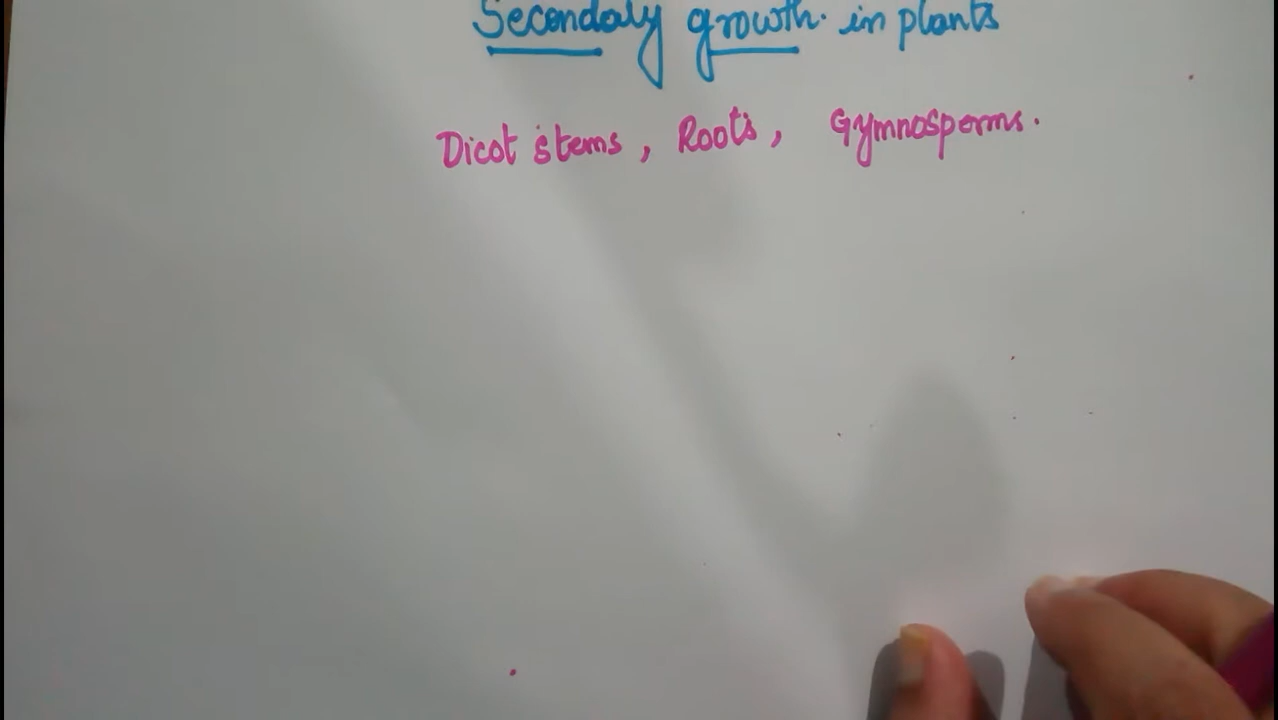 Secondary growth in plants
Dicot stems, Roots, Gymnosperms.